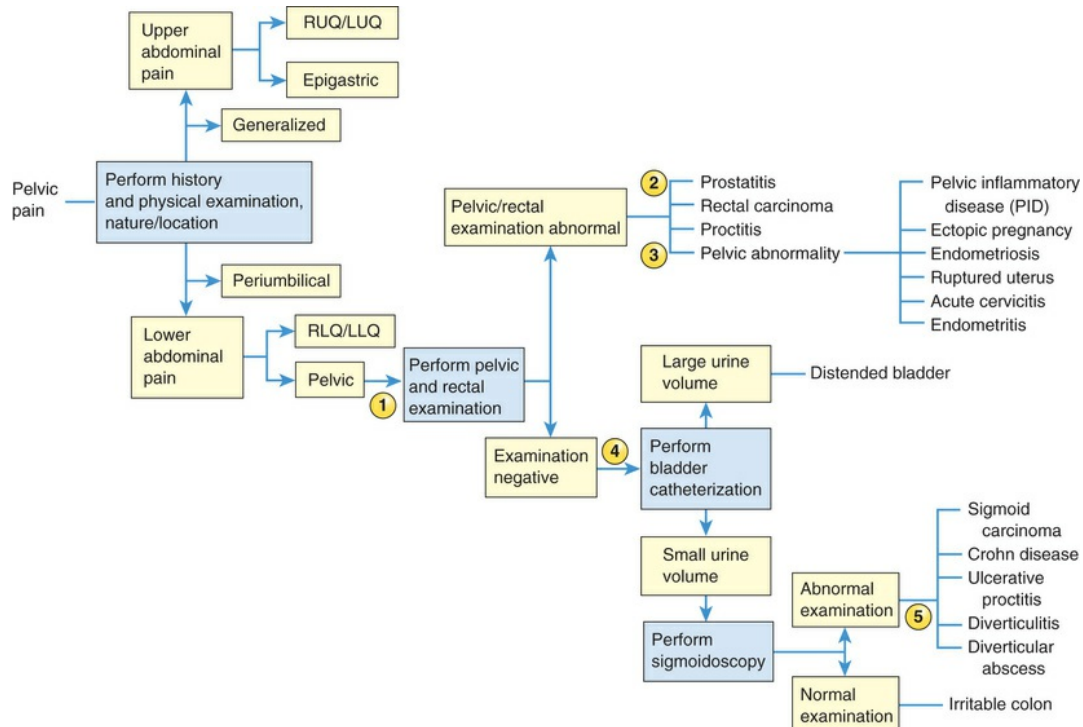 Upper
abdominal
pain
RUQ/LUQ
Epigastric
Generalized
Pelvic
pain
Perform history
and physical examination,
nature/location
Periumbilical
Lower
abdominal
pain
RLQ/LLQ
Pelvic
1
Perform pelvic
and rectal
examination
Pelvic/rectal
examination abnormal
2
Prostatitis
Rectal carcinoma
Proctitis
3
Pelvic abnormality
Pelvic inflammatory
disease (PID)
Ectopic pregnancy
Endometriosis
Ruptured uterus
Acute cervicitis
Endometritis
Examination
negative
4
Large urine
volume
Distended bladder
Perform
bladder
catheterization
Small urine
volume
Perform
sigmoidoscopy
Abnormal
examination
5
Sigmoid
carcinoma
Crohn disease
Ulcerative
proctitis
Diverticulitis
Diverticular
abscess
Normal
examination
Irritable colon